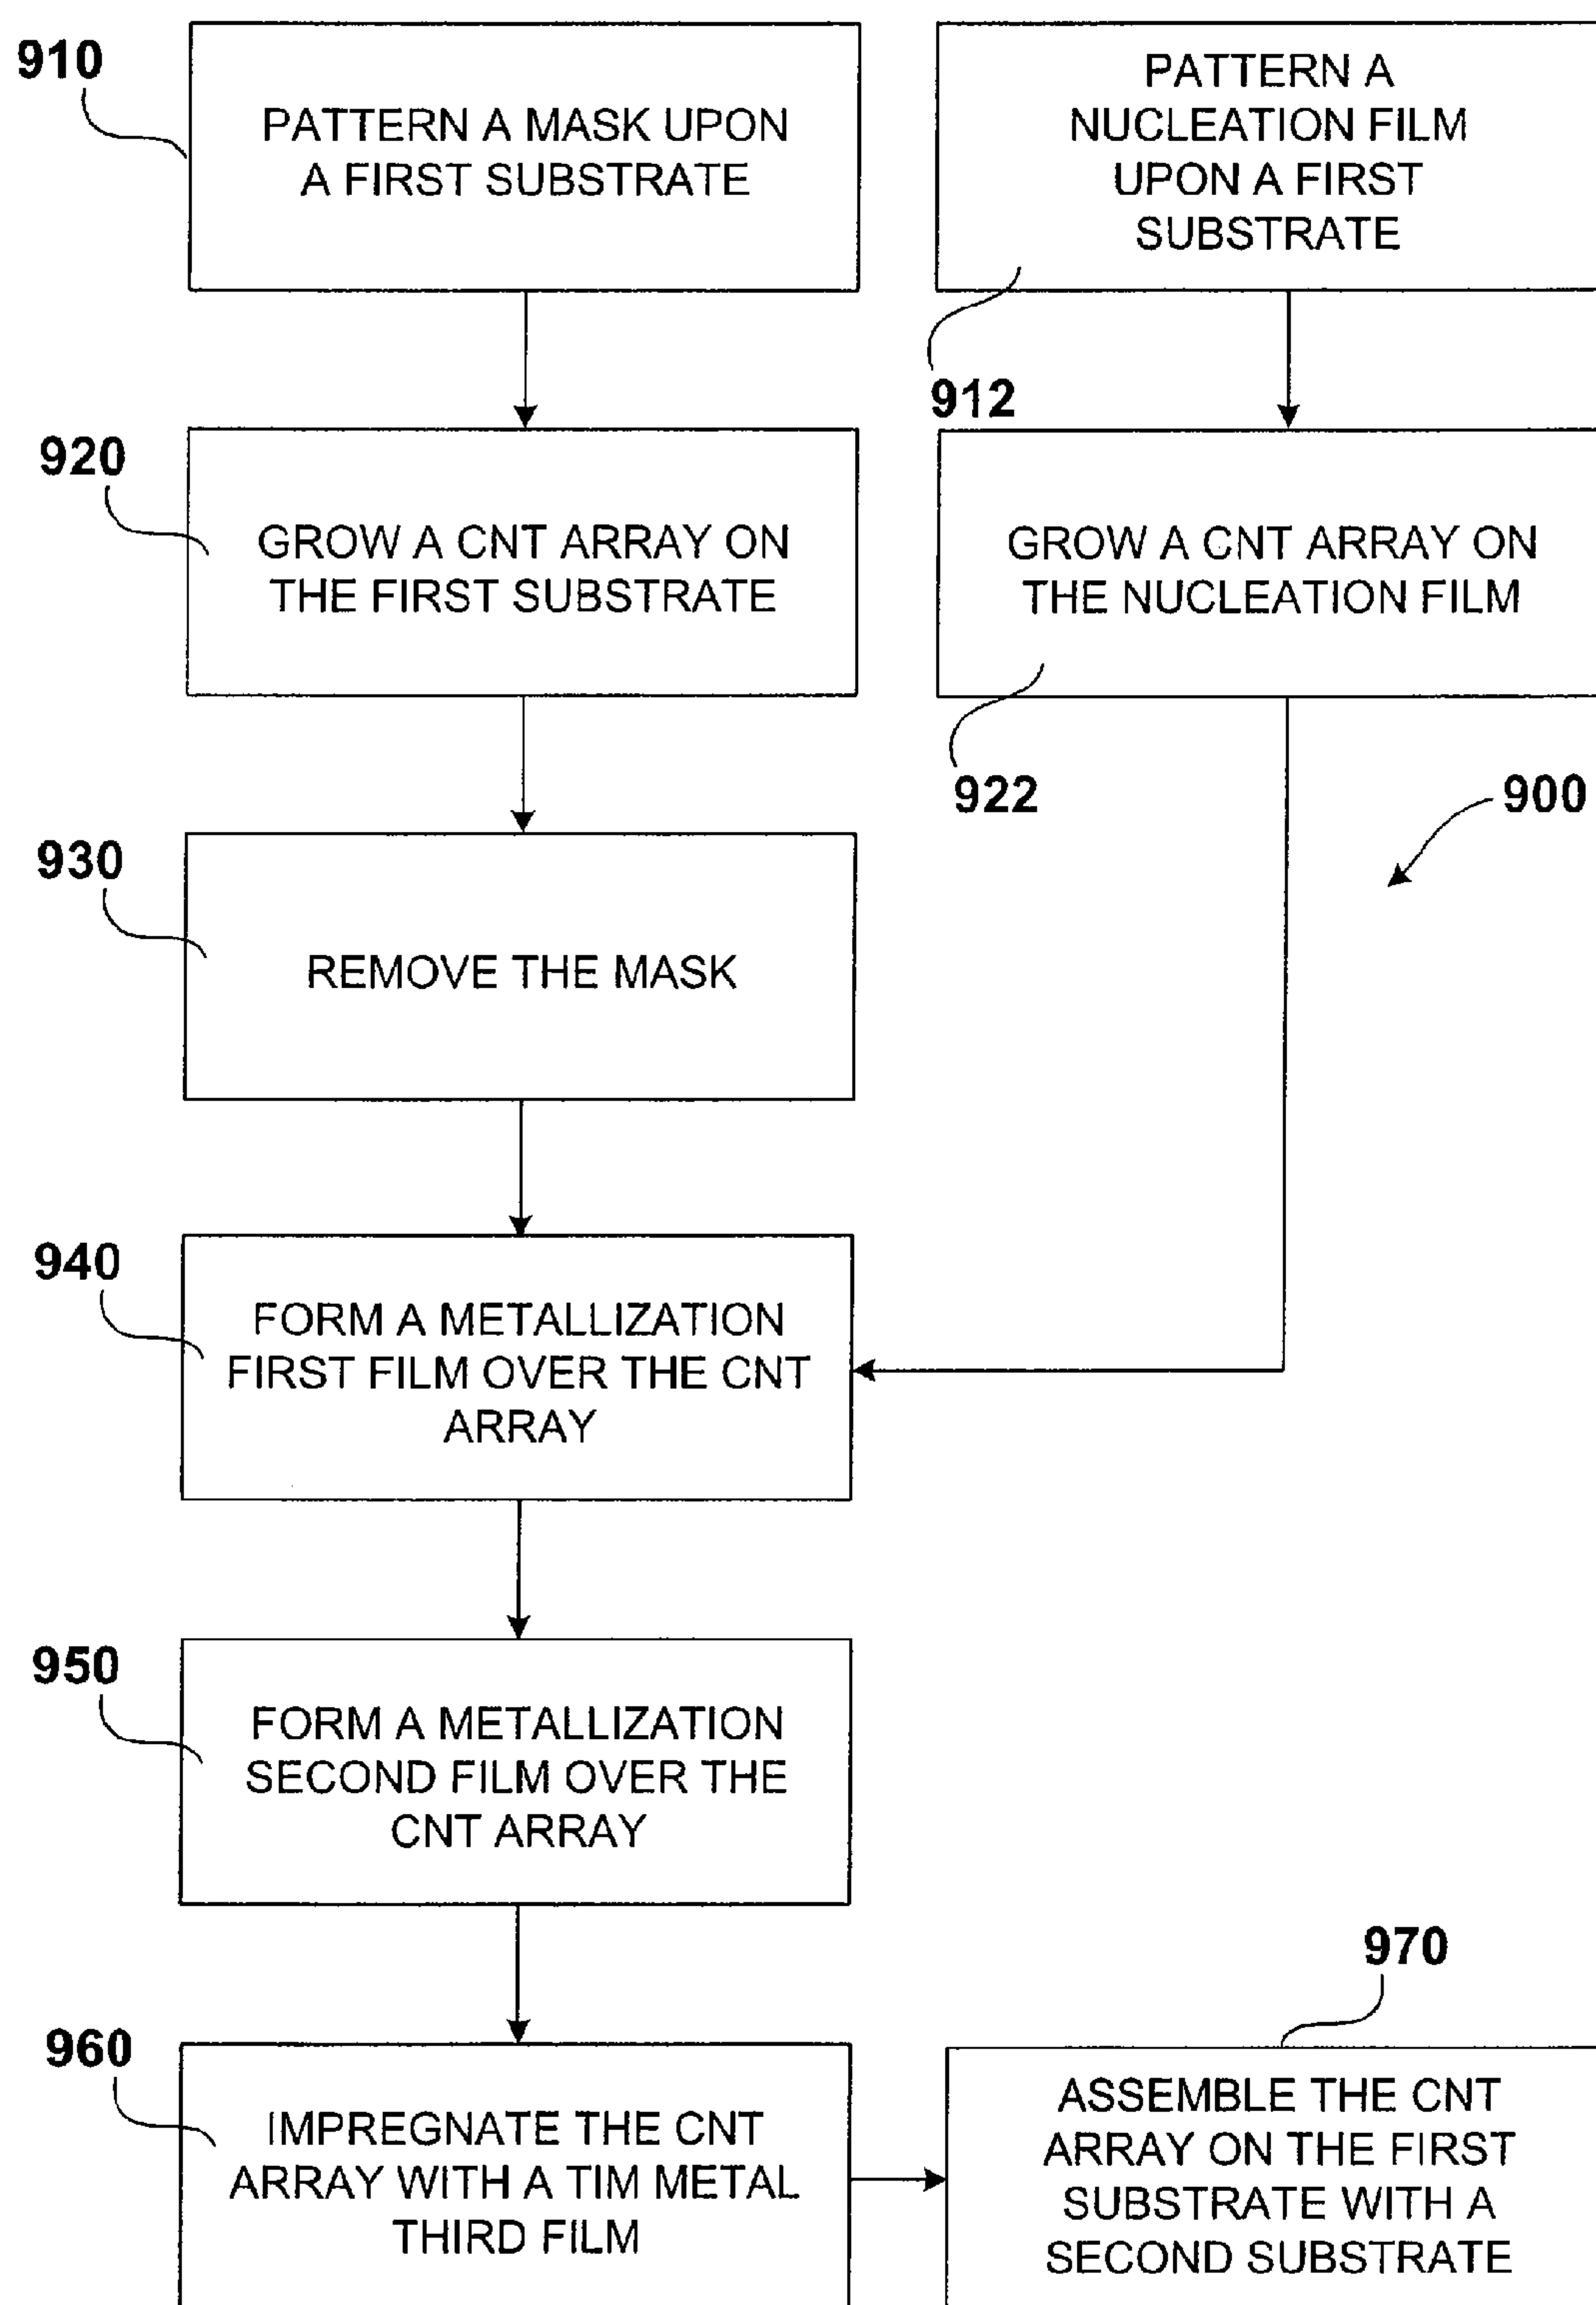 910
PATTERN A MASK UPON
A FIRST SUBSTRATE
PATTERN A
NUCLEATION FILM
UPON A FIRST
SUBSTRATE
912
920
GROW A CNT ARRAY ON
THE FIRST SUBSTRATE
GROW A CNT ARRAY ON
THE NUCLEATION FILM
922
900
930
REMOVE THE MASK
940
FORM A METALLIZATION
FIRST FILM OVER THE CNT
ARRAY
950
FORM A METALLIZATION
SECOND FILM OVER THE
CNT ARRAY
960
IMPREGNATE THE CNT
ARRAY WITH A TIM METAL
THIRD FILM
970
ASSEMBLE THE CNT
ARRAY ON THE FIRST
SUBSTRATE WITH A
SECOND SUBSTRATE